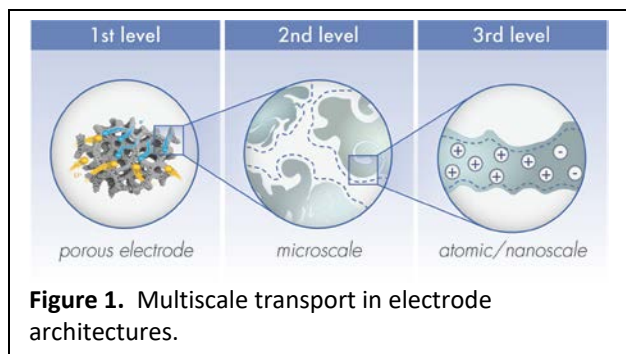 1st level
2nd level
3rd level
porous electrode
microscale
atomic/nanoscale
Figure 1. Multiscale transport in electrode
architectures.